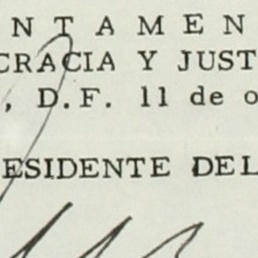 N T A M E N
CRACIA Y JUST
, D.F. 11 de o
ESIDENTE DEL